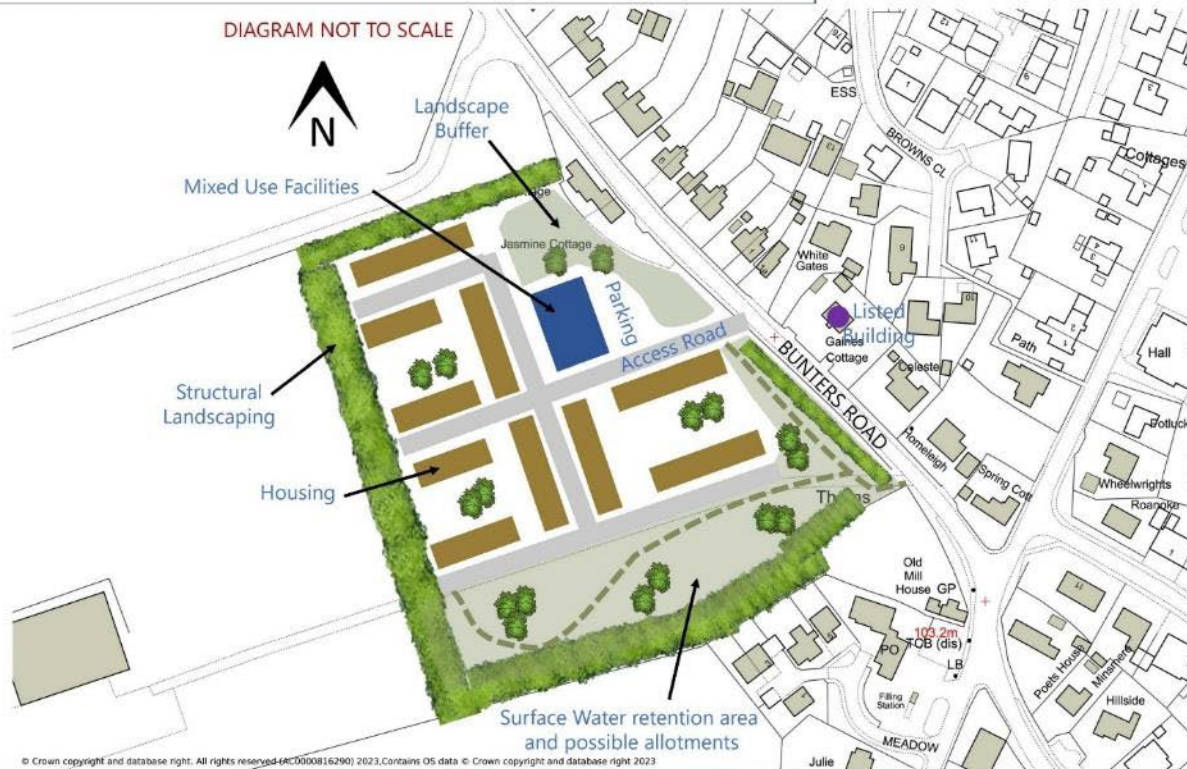 DIAGRAM NOT TO SCALE
N
Landscape
Buffer
Mixed Use Facilities
Jasmine Cottage
Parking
Access Road
Structural
Landscaping
Housing
ESS
BROWNS CL
Cottages
White
Gates
Listed
Building
Gaines
Cottage
Celeste
Path
Hall
BUNTERS ROAD
Homeleigh
Spring Cott
Potluck
Wheelwrights
Roanoke
Old
Mill
House
GP
103.2m
TCB (dis)
PO
LB
Filling
Station
Poets House
Minsmere
Hillside
MEADOW
Julie
Surface Water retention area
and possible allotments
© Crown copyright and database right. All rights reserved (AC0000816290) 2023,Contains OS data © Crown copyright and database right 2023